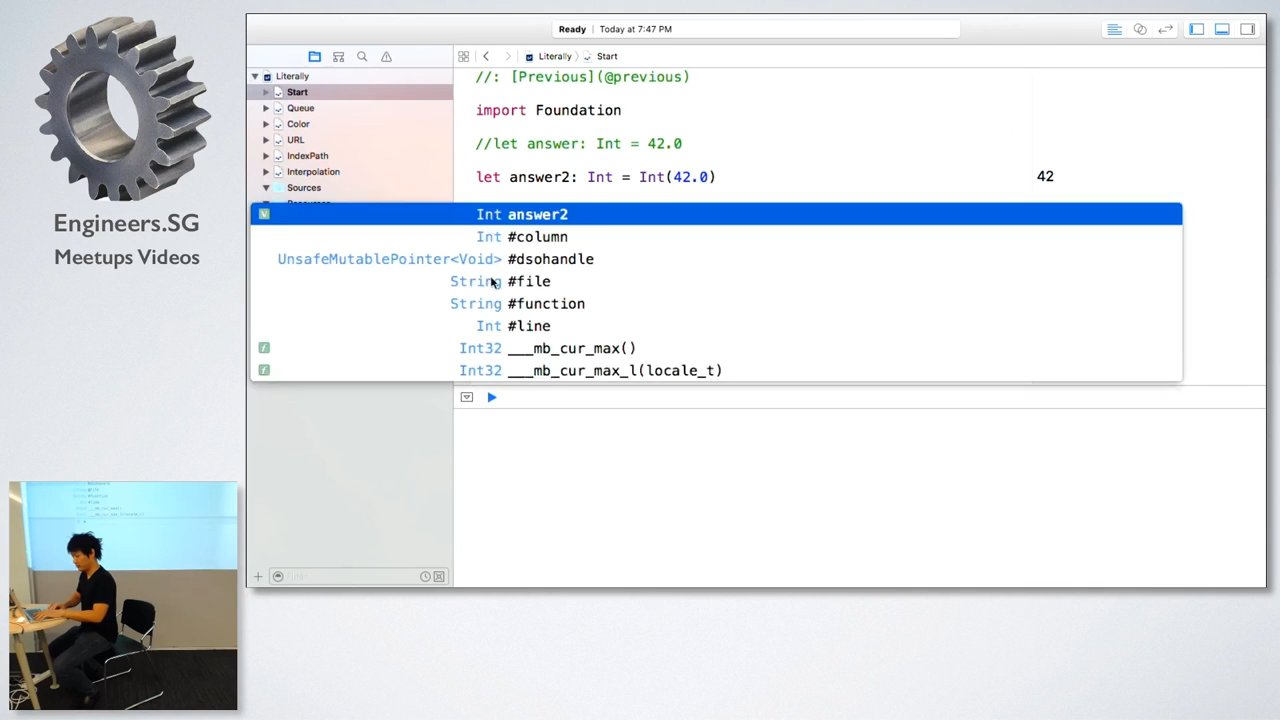 Engineers.SG
Meetups Videos
Ready | Today at 7:47 PM
Literally
Start
Queue
Color
URL
IndexPath
Interpolation
Sources
Literally 〉 Start
//: [Previous](@previous)
import Foundation
//let answer: Int = 42.0
let answer2: Int = Int(42.0)
42
Int answer2
Int #column
UnsafeMutablePointer<Void> #dsohandle
String #file
String #function
Int #line
Int32 ___mb_cur_max()
Int32 ___mb_cur_max_l(locale_t)